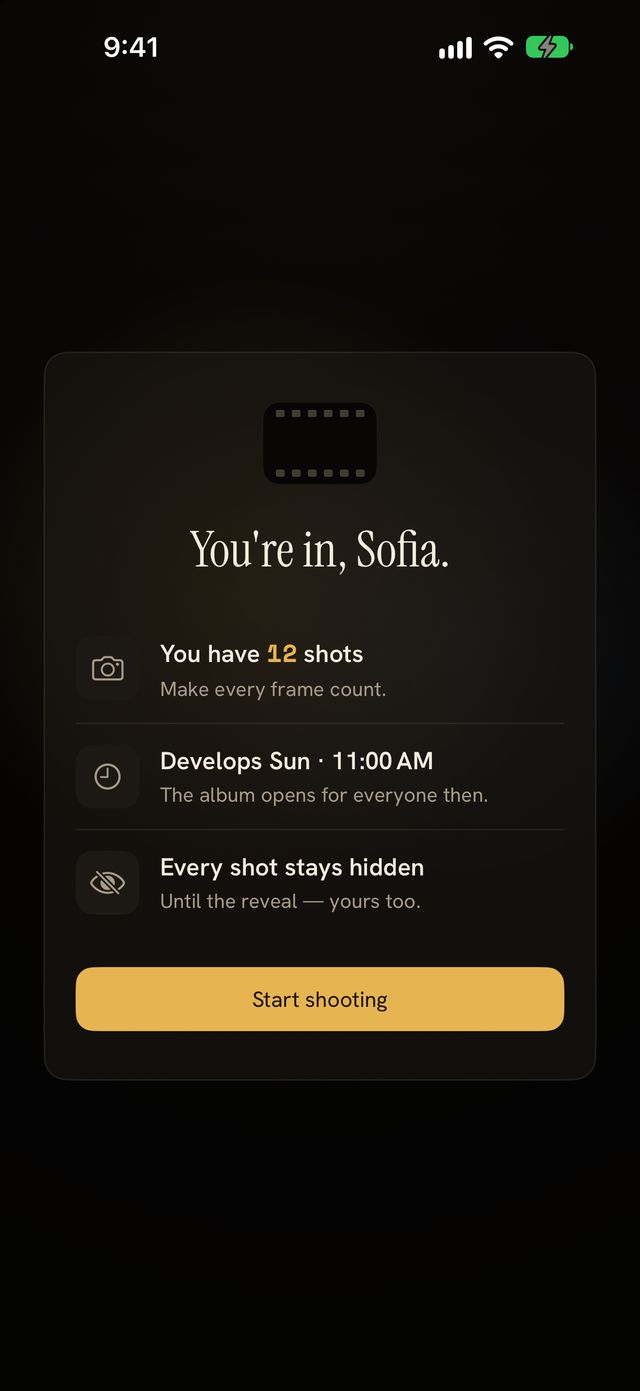 9:41
You're in, Sofia.
You have 12 shots
Make every frame count.
Develops Sun · 11:00 AM
The album opens for everyone then.
Every shot stays hidden
Until the reveal — yours too.
Start shooting